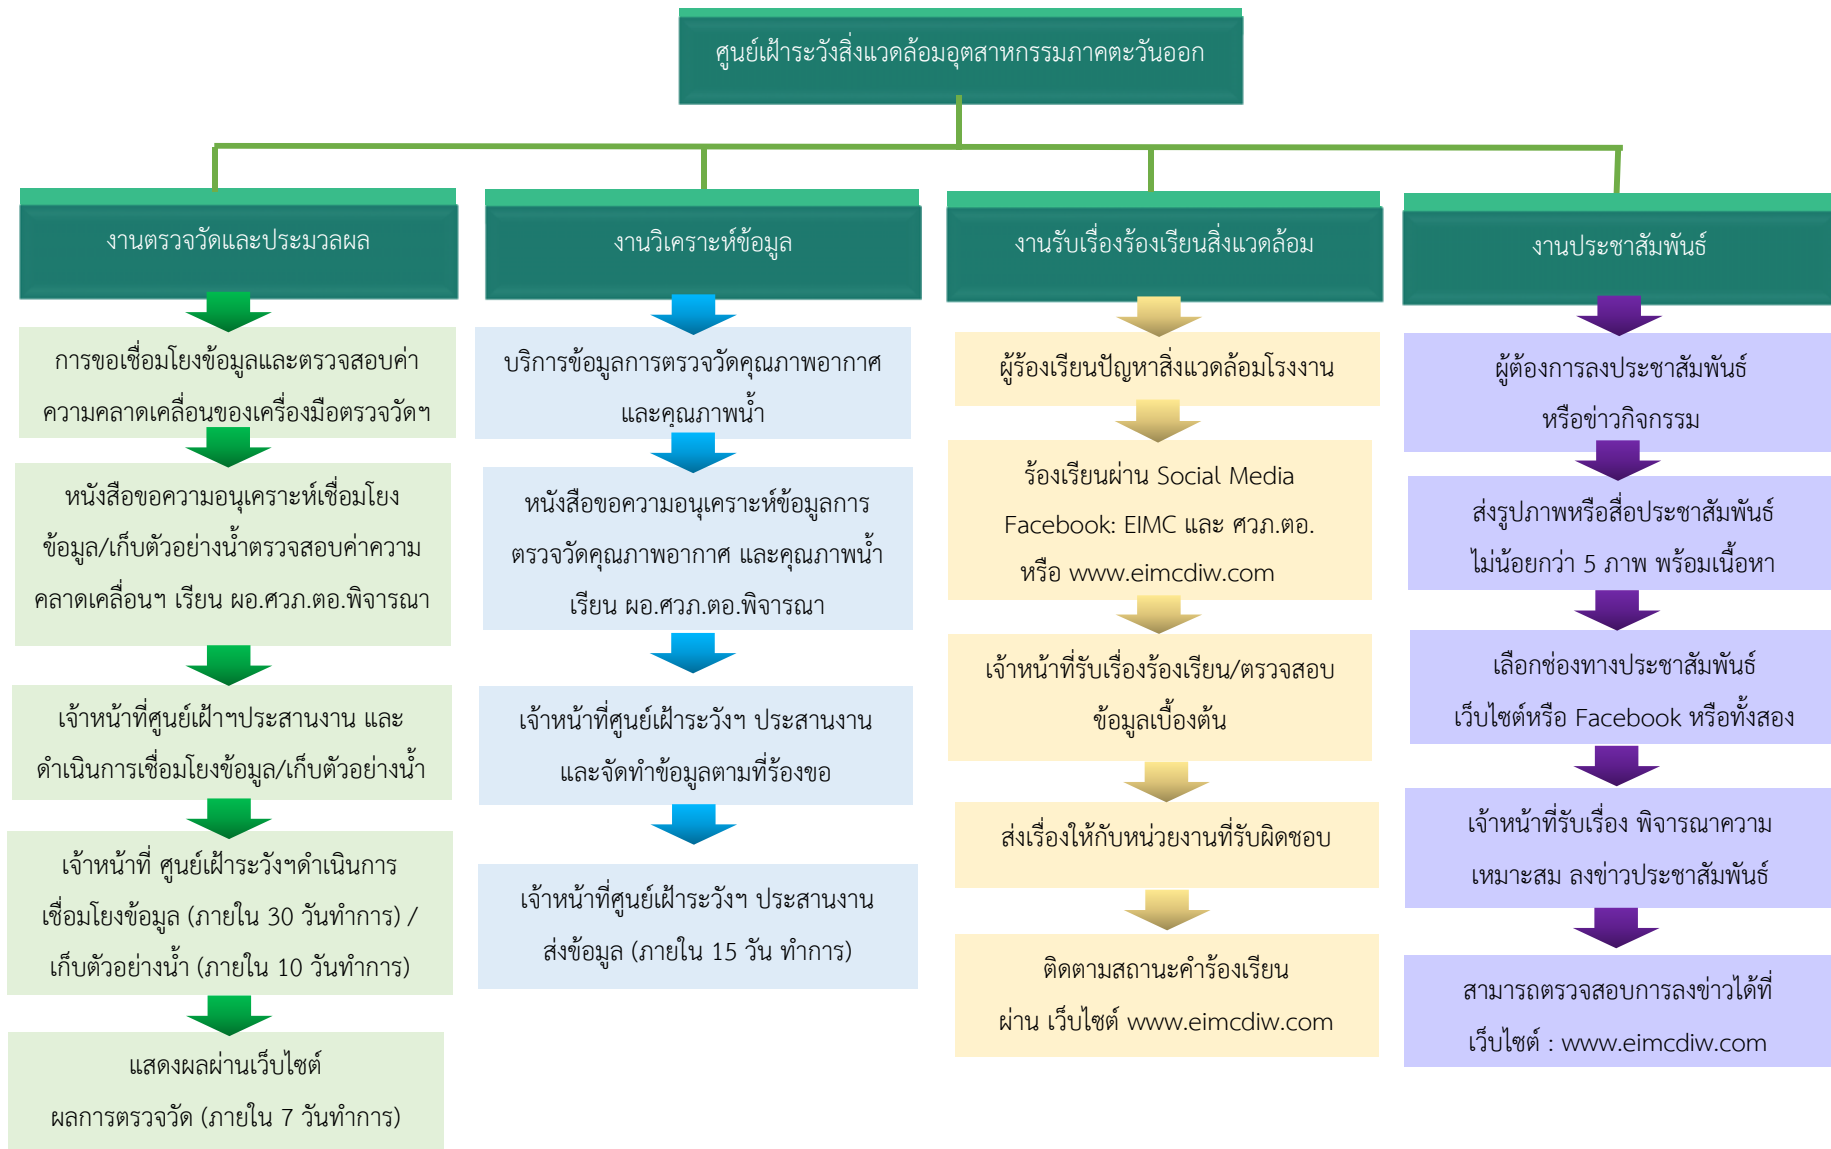 ศูนย์เฝ้าระวังสิ่งแวดล้อมอุตสาหกรรมภาคตะวันออก
งานตรวจวัดและประมวลผล
การขอเชื่อมโยงข้อมูลและตรวจสอบค่า
ความคลาดเคลื่อนของเครื่องมือตรวจวัดฯ
หนังสือขอความอนุเคราะห์เชื่อมโยง
ข้อมูล/เก็บตัวอย่างน้ำตรวจสอบค่าความ
คลาดเคลื่อนฯ เรียน ผอ.ศวภ.ตอ.พิจารณา
เจ้าหน้าที่ศูนย์เฝ้าฯประสานงาน และ
ดำเนินการเชื่อมโยงข้อมูล/เก็บตัวอย่างน้ำ
เจ้าหน้าที่ ศูนย์เฝ้าระวังฯดำเนินการ
เชื่อมโยงข้อมูล (ภายใน 30 วันทำการ) /
เก็บตัวอย่างน้ำ (ภายใน 10 วันทำการ)
แสดงผลผ่านเว็บไซต์
ผลการตรวจวัด (ภายใน 7 วันทำการ)
งานวิเคราะห์ข้อมูล
บริการข้อมูลการตรวจวัดคุณภาพอากาศ
และคุณภาพน้ำ
หนังสือขอความอนุเคราะห์ข้อมูลการ
ตรวจวัดคุณภาพอากาศ และคุณภาพน้ำ
เรียน ผอ.ศวภ.ตอ.พิจารณา
เจ้าหน้าที่ศูนย์เฝ้าระวังฯ ประสานงาน
และจัดทำข้อมูลตามที่ร้องขอ
เจ้าหน้าที่ศูนย์เฝ้าระวังฯ ประสานงาน
ส่งข้อมูล (ภายใน 15 วัน ทำการ)
งานรับเรื่องร้องเรียนสิ่งแวดล้อม
ผู้ร้องเรียนปัญหาสิ่งแวดล้อมโรงงาน
ร้องเรียนผ่าน Social Media
Facebook: EIMC และ ศวภ.ตอ.
หรือ www.eimcdiw.com
เจ้าหน้าที่รับเรื่องร้องเรียน/ตรวจสอบ
ข้อมูลเบื้องต้น
ส่งเรื่องให้กับหน่วยงานที่รับผิดชอบ
ติดตามสถานะคำร้องเรียน
ผ่าน เว็บไซต์ www.eimcdiw.com
งานประชาสัมพันธ์
ผู้ต้องการลงประชาสัมพันธ์
หรือข่าวกิจกรรม
ส่งรูปภาพหรือสื่อประชาสัมพันธ์
ไม่น้อยกว่า 5 ภาพ พร้อมเนื้อหา
เลือกช่องทางประชาสัมพันธ์
เว็บไซต์หรือ Facebook หรือทั้งสอง
เจ้าหน้าที่รับเรื่อง พิจารณาความ
เหมาะสม ลงข่าวประชาสัมพันธ์
สามารถตรวจสอบการลงข่าวได้ที่
เว็บไซต์ : www.eimcdiw.com